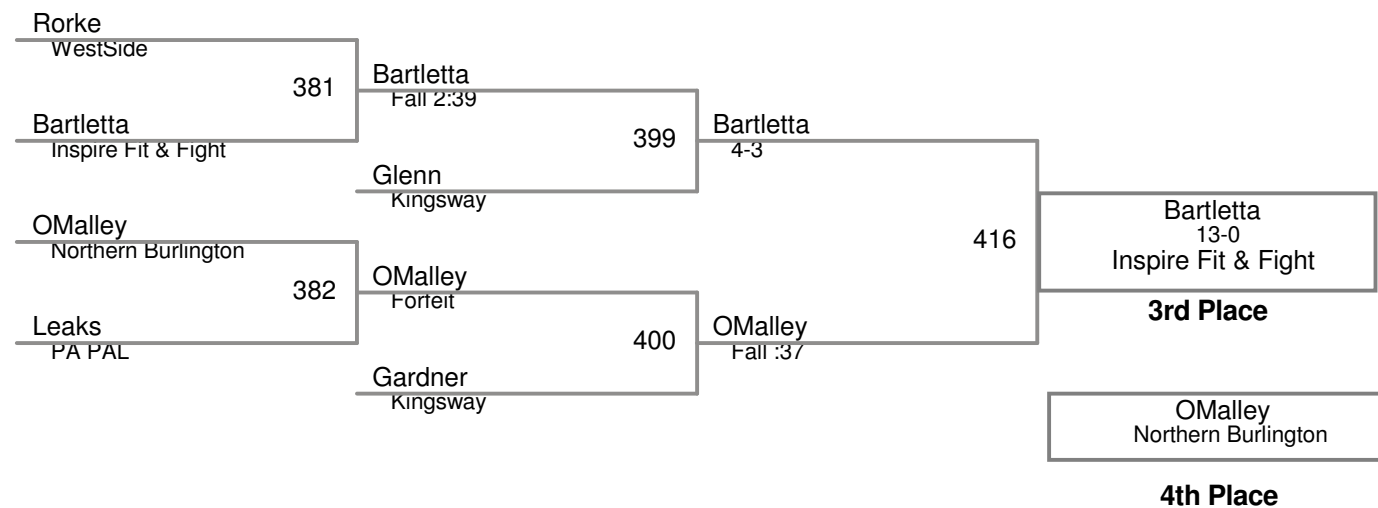 Rorke
WestSide
381
Bartletta
Fall 2:39
Bartletta
Inspire Fit & Fight
399
Bartletta
4-3
Glenn
Kingsway
OMalley
Northern Burlington
416
Bartletta
13-0
Inspire Fit & Fight
3rd Place
382
OMalley
Forfeit
Leaks
PA PAL
400
OMalley
Fall :37
Gardner
Kingsway
OMalley
Northern Burlington
4th Place